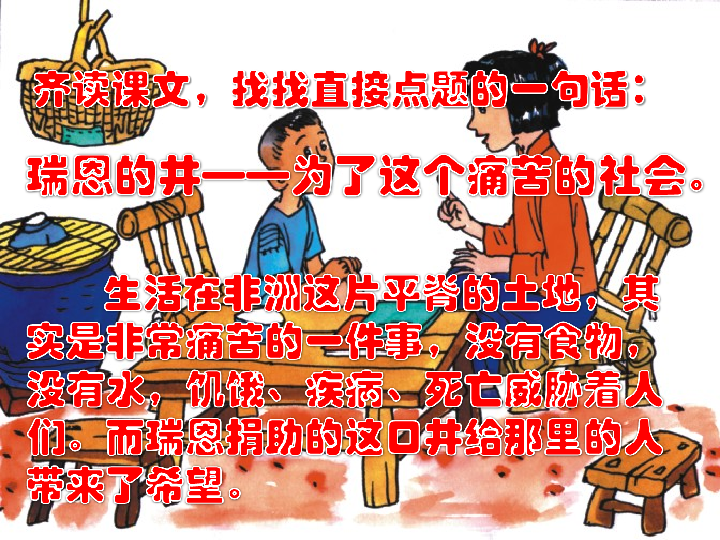 齐读课文，找找直接点题的一句话：
瑞恩的井——为了这个痛苦的社会。
生活在非洲这片平脊的土地，其
实是非常痛苦的一件事，没有食物，
没有水，饥饿、疾病、死亡威胁着人
们。而瑞恩捐助的这口井给那里的人
带来了希望。